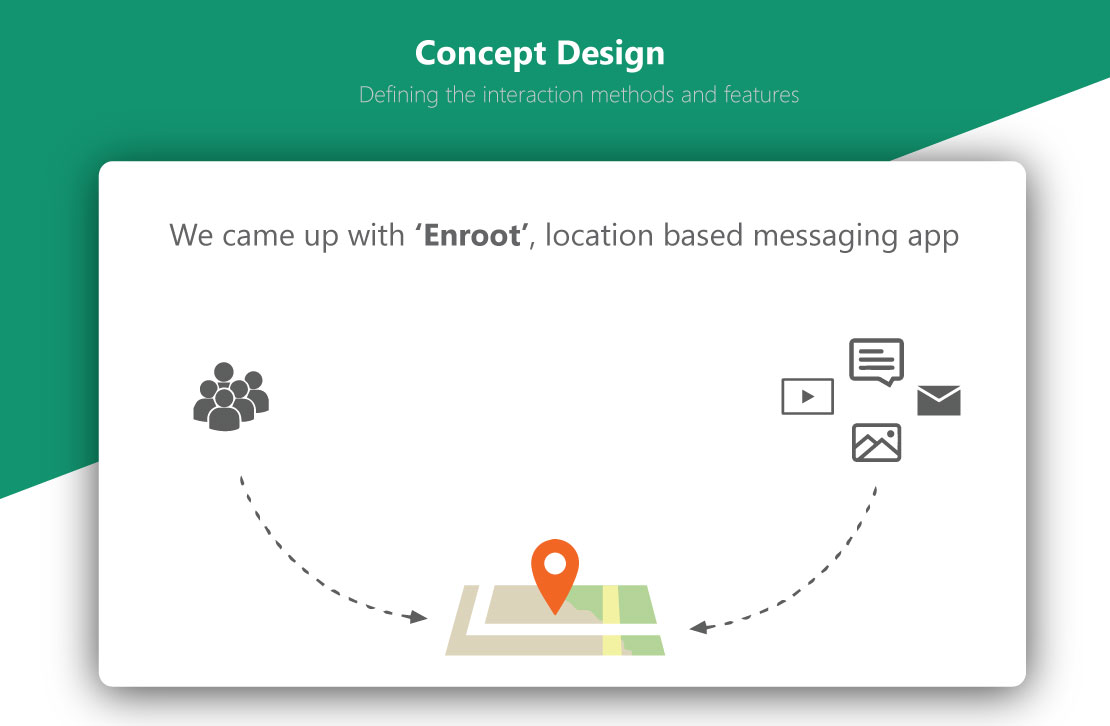 Concept Design
Defining the interaction methods and features
We came up with ‘Enroot’, location based messaging app